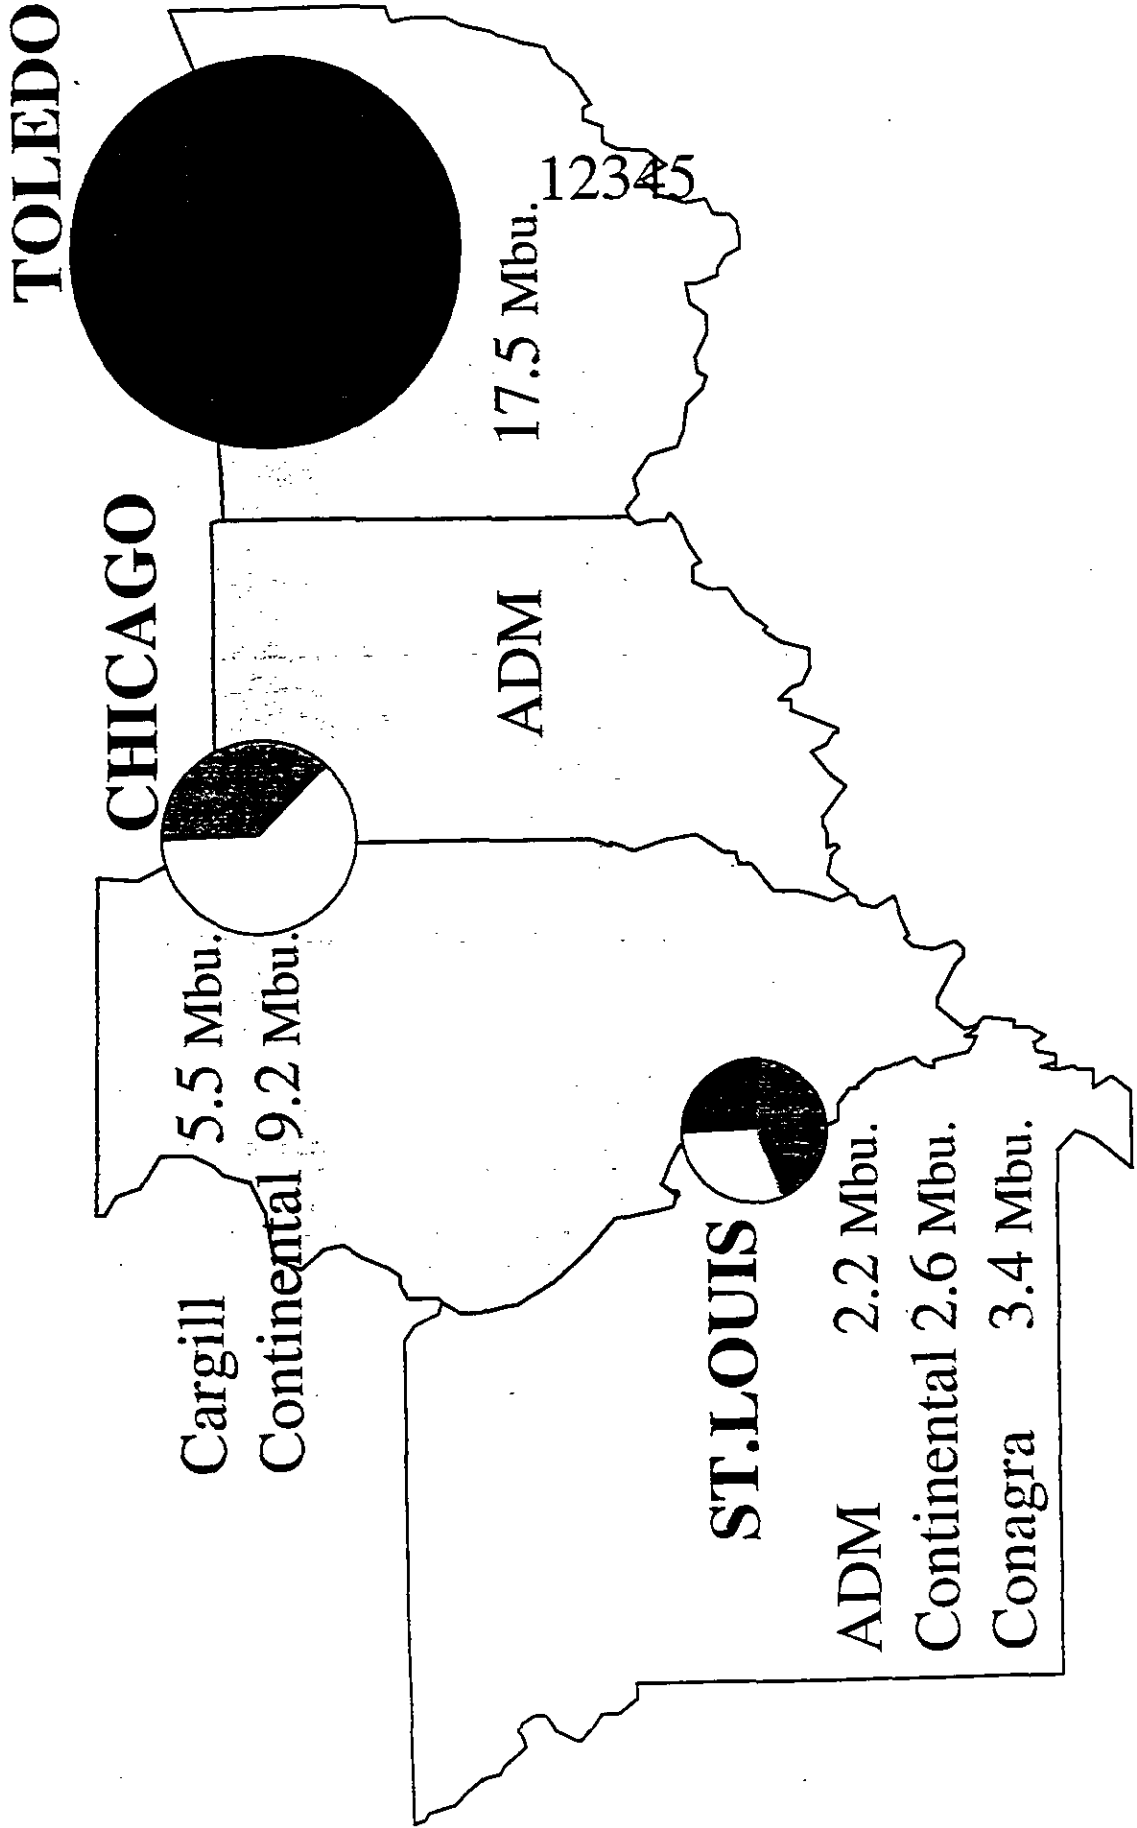 TOLEDO
CHICAGO
Cargill 5.5 Mbu.
Continental 9.2 Mbu.
ADM 17.5 Mbu.
12345
ST.LOUIS
ADM 2.2 Mbu.
Continental 2.6 Mbu.
Conagra 3.4 Mbu.